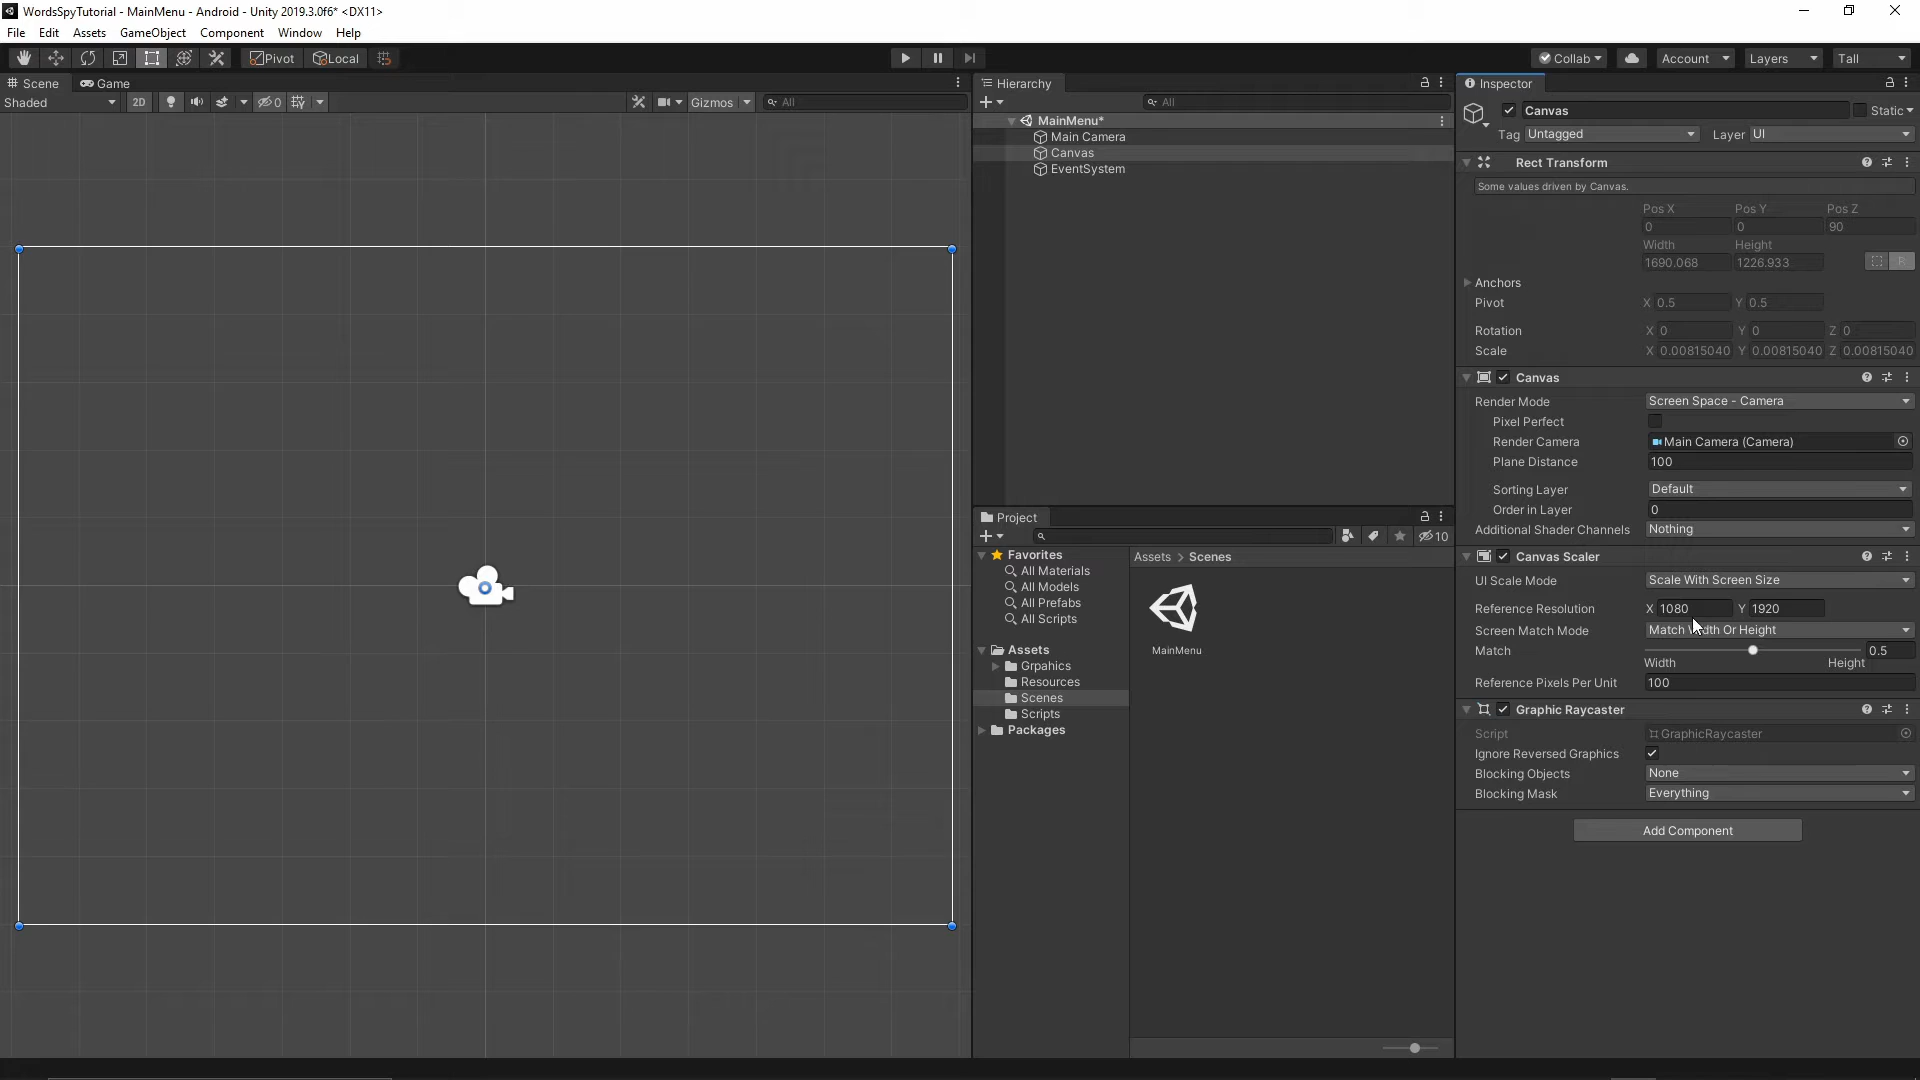 WordsSpyTutorial - MainMenu - Android - Unity 2019.3.0f6* <DX11>
File Edit Assets GameObject Component Window Help
Pivot Local Collab Account Layers Tall
Scene Game
Shaded 2D 0 Gizmos All
Hierarchy
All
MainMenu*
Main Camera
Canvas
EventSystem
Project
10
Favorites
All Materials
All Models
All Prefabs
All Scripts
Assets
Grpahics
Resources
Scenes
Scripts
Packages
Assets > Scenes
MainMenu
Inspector
Canvas Static
Tag Untagged Layer UI
Rect Transform
Some values driven by Canvas.
Pos X Pos Y Pos Z
0 0 90
Width Height
1690.068 1226.933 R
Anchors
Pivot X 0.5 Y 0.5
Rotation X 0 Y 0 Z 0
Scale X 0.00815040 Y 0.00815040 Z 0.00815040
Canvas
Render Mode Screen Space - Camera
Pixel Perfect
Render Camera Main Camera (Camera)
Plane Distance 100
Sorting Layer Default
Order in Layer 0
Additional Shader Channels Nothing
Canvas Scaler
UI Scale Mode Scale With Screen Size
Reference Resolution X 1080 Y 1920
Screen Match Mode Match Width Or Height
Match 0.5
Width Height
Reference Pixels Per Unit 100
Graphic Raycaster
Script GraphicRaycaster
Ignore Reversed Graphics
Blocking Objects None
Blocking Mask Everything
Add Component